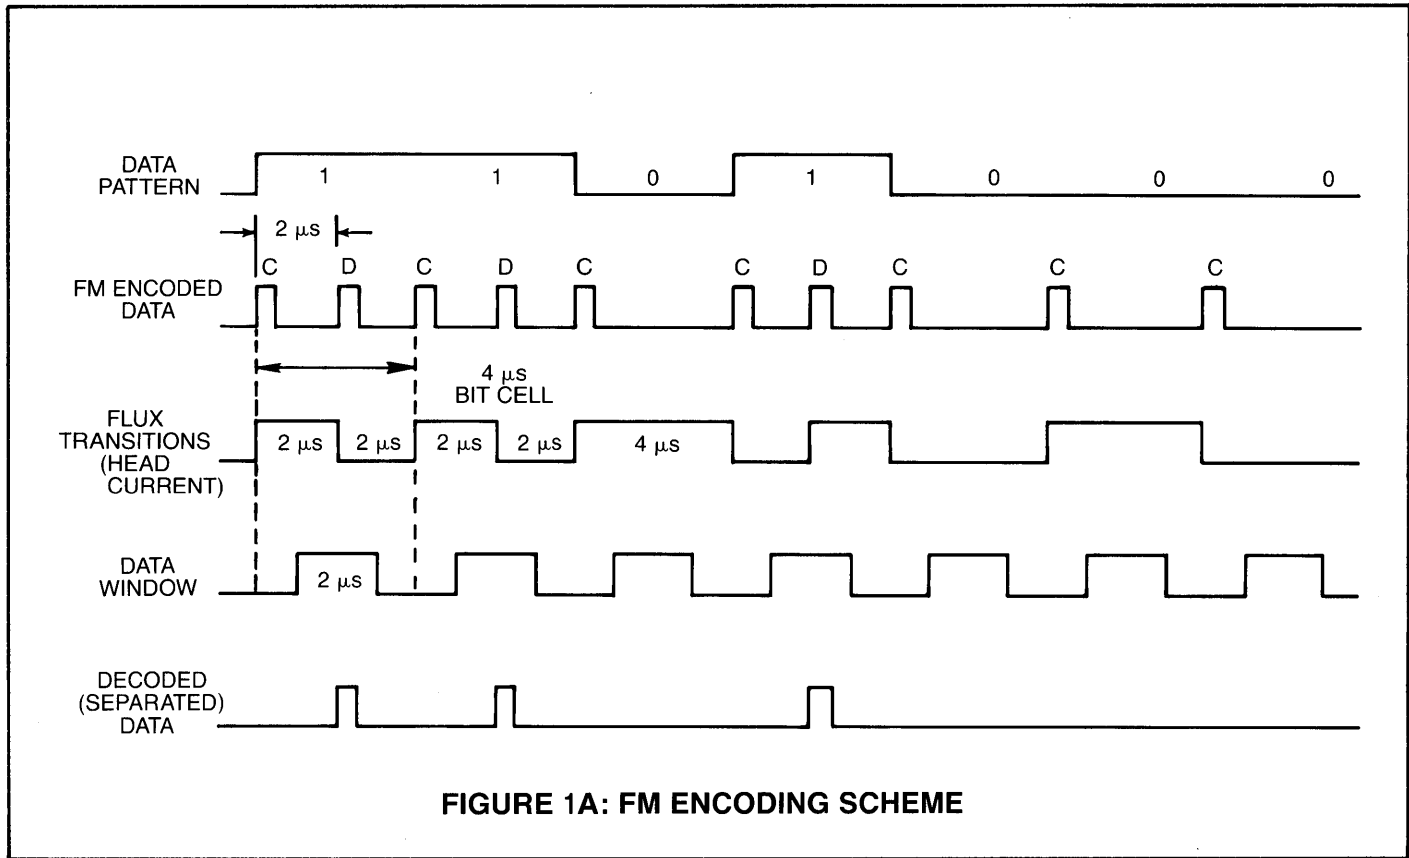 DATA
PATTERN
1 1 0 1 0 0 0
2 μs
C D C D C C D C C C
FM ENCODED
DATA
4 μs
BIT CELL
FLUX
TRANSITIONS
(HEAD
CURRENT)
2 μs 2 μs 2 μs 2 μs 4 μs
DATA
WINDOW
2 μs
DECODED
(SEPARATED)
DATA
FIGURE 1A: FM ENCODING SCHEME